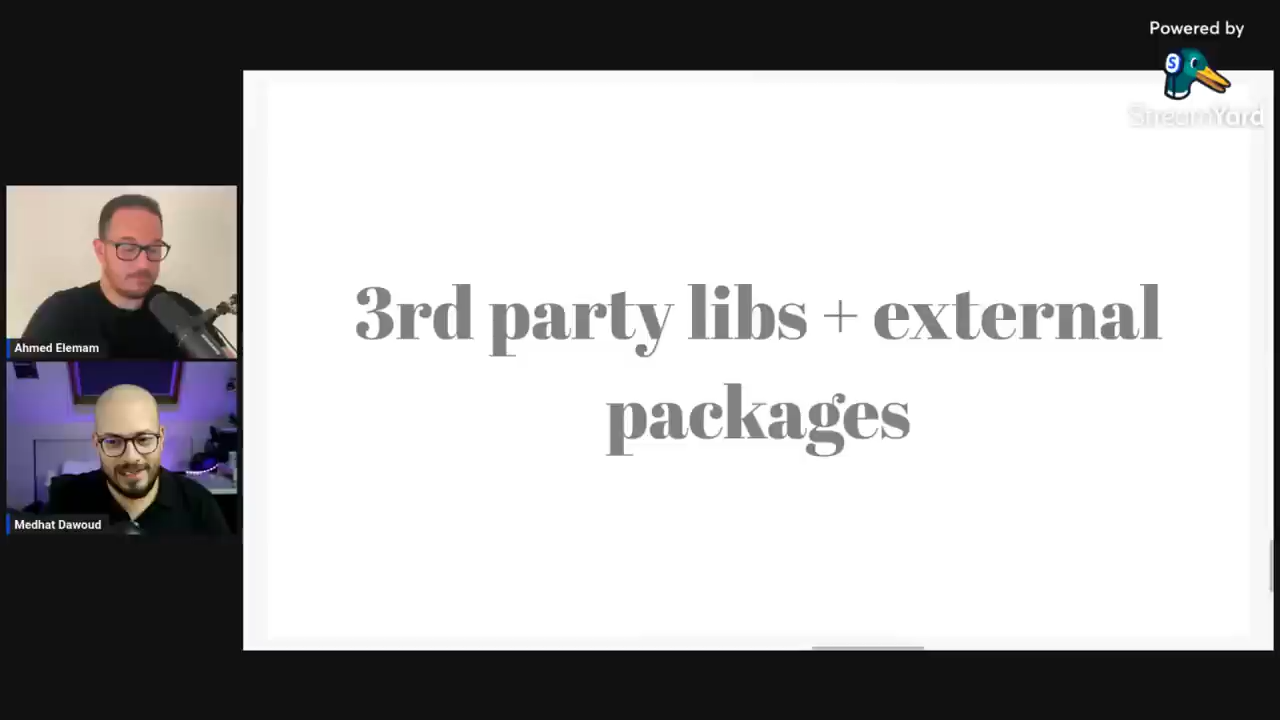 Powered by
S
StreamYard
3rd party libs + external
packages
Ahmed Elemam
Medhat Dawoud